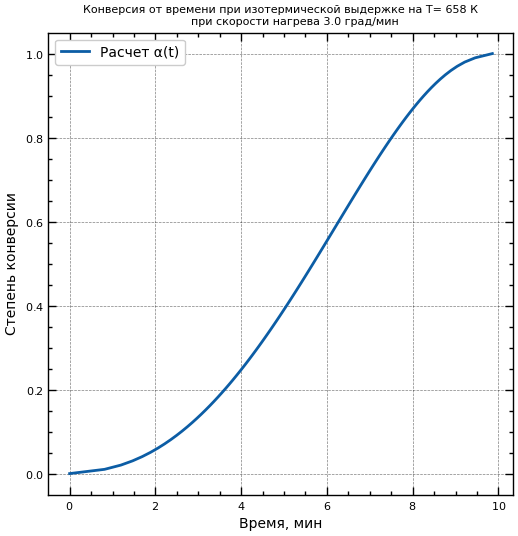 Конверсия от времени при изотермической выдержке на T= 658 K
при скорости нагрева 3.0 град/мин
Расчет α(t)
Степень конверсии
1.0
0.8
0.6
0.4
0.2
0.0
0 2 4 6 8 10
Время, мин